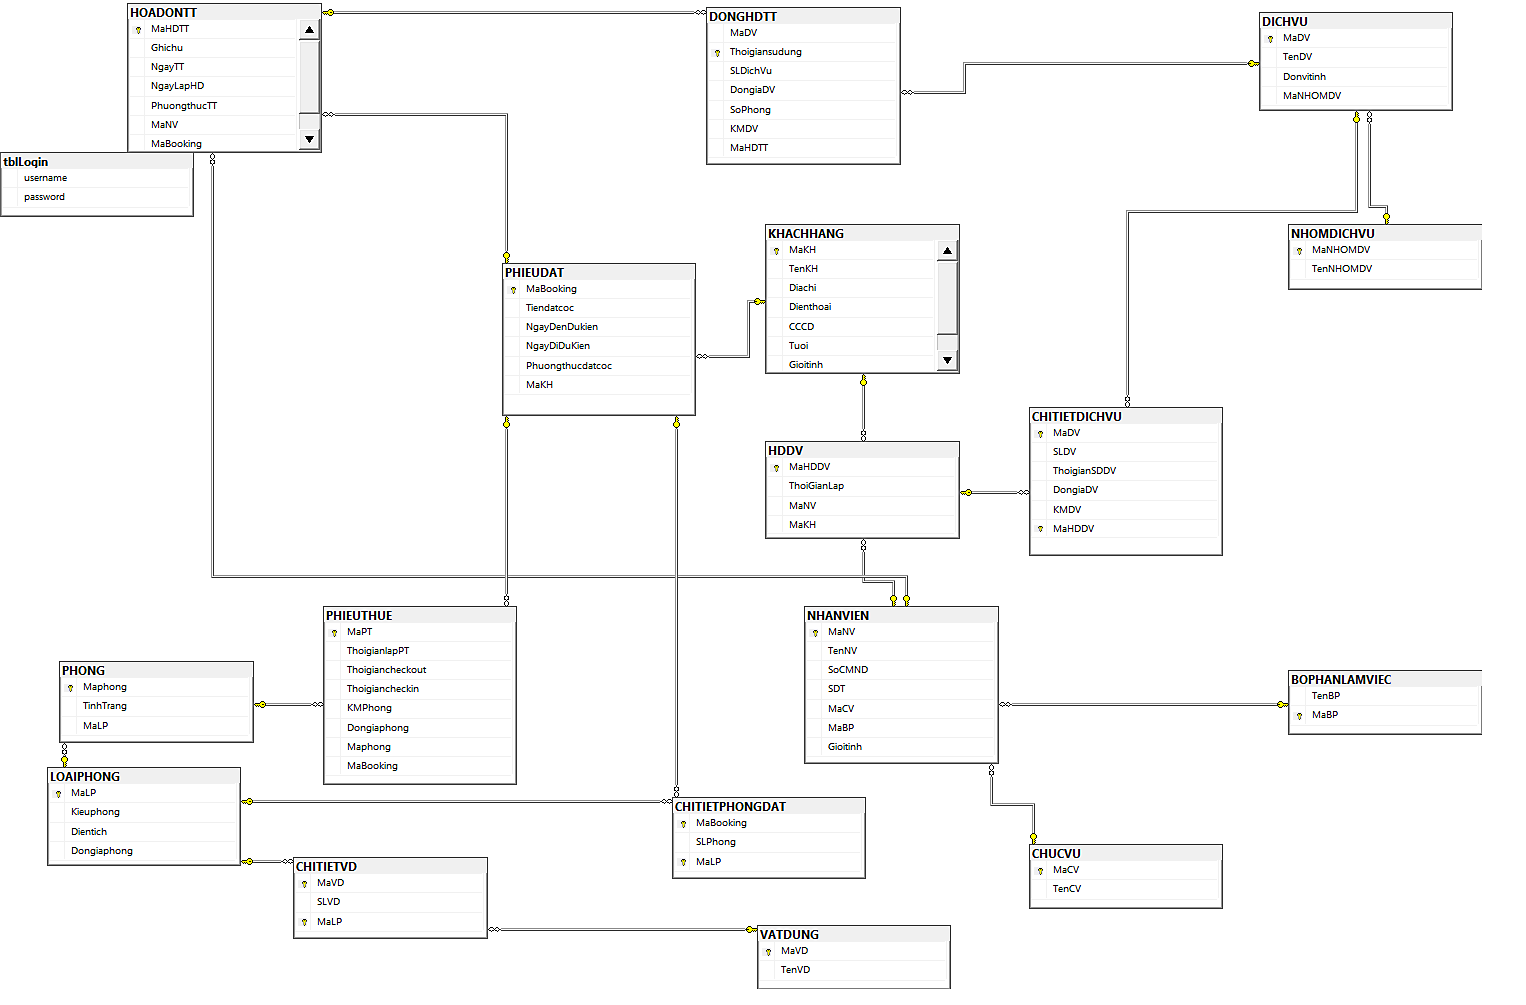 HOADONTT
MaHDTT
Ghichu
NgayTT
NgayLapHD
PhuongthucTT
MaNV
MaBooking
tblLogin
username
password
DONGHDTT
MaDV
Thoigiansudung
SLDichVu
DongiaDV
SoPhong
KMDV
MaHDTT
DICHVU
MaDV
TenDV
Donvitinh
MaNHOMDV
NHOMDICHVU
MaNHOMDV
TenNHOMDV
KHACHHANG
MaKH
TenKH
Diachi
Dienthoai
CCCD
Tuoi
Gioitinh
PHIEUDAT
MaBooking
Tiendatcoc
NgayDenDukien
NgayDiDuKien
Phuongthucdatcoc
MaKH
CHITIETDICHVU
MaDV
SLDV
ThoigianSDDV
DongiaDV
KMDV
MaHDDV
HDDV
MaHDDV
ThoiGianLap
MaNV
MaKH
PHIEUTHUE
MaPT
ThoigianlapPT
Thoigiancheckout
Thoigiancheckin
KMPhong
Dongiaphong
Maphong
MaBooking
NHANVIEN
MaNV
TenNV
SoCMND
SDT
MaCV
MaBP
Gioitinh
PHONG
Maphong
TinhTrang
MaLP
BOPHANLAMVIEC
TenBP
MaBP
LOAIPHONG
MaLP
Kieuphong
Dientich
Dongiaphong
CHITIETPHONGDAT
MaBooking
SLPhong
MaLP
CHUCVU
MaCV
TenCV
CHITIETVD
MaVD
SLVD
MaLP
VATDUNG
MaVD
TenVD